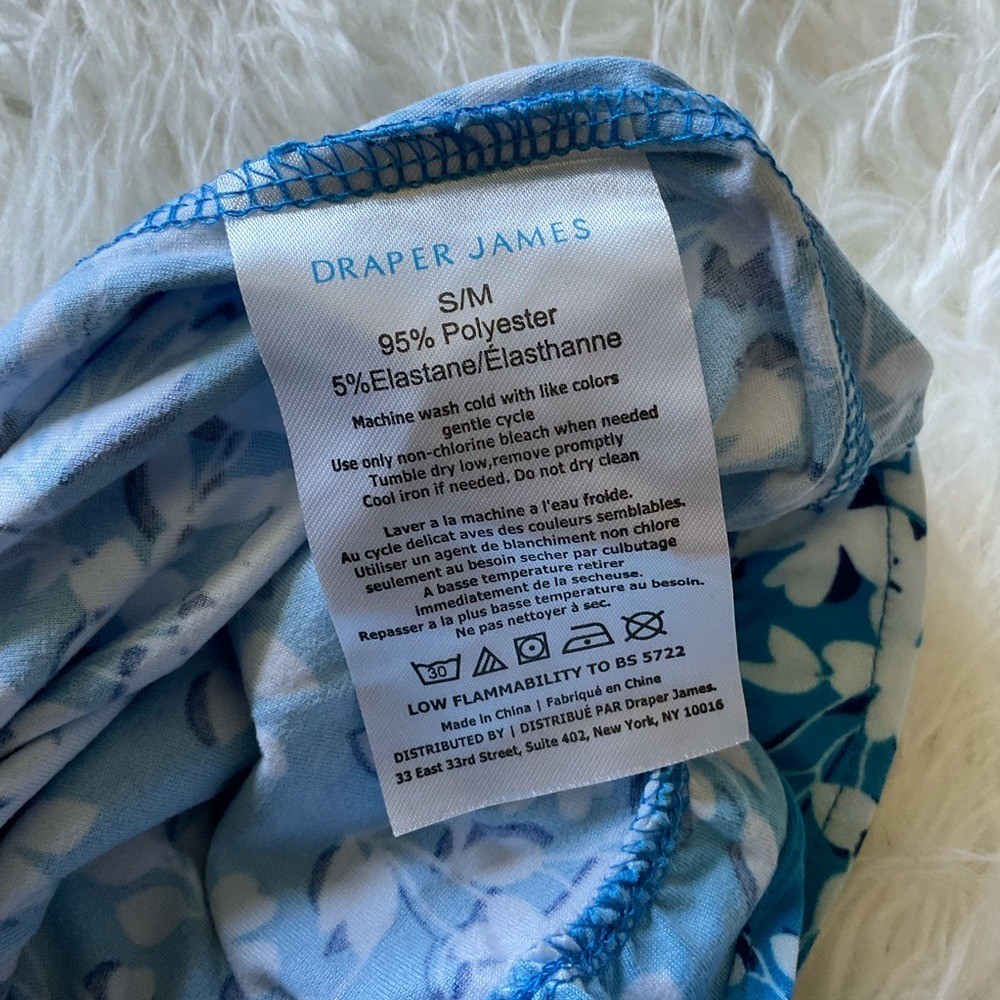 DRAPER JAMES
S/M
95% Polyester
5%Elastane/Élasthanne
Machine wash cold with like colors
gentle cycle
Use only non-chlorine bleach when needed
Tumble dry low,remove promptly
Cool iron if needed. Do not dry clean
Laver a la machine a l'eau froide.
Au cycle delicat aves des couleurs semblables.
Utiliser un agent de blanchiment non chlore
seulement au besoin secher par culbutage
A basse temperature retirer
immediatement de la secheuse.
Repasser a la plus basse temperature au besoin.
Ne pas nettoyer à sec.
30
LOW FLAMMABILITY TO BS 5722
Made in China | Fabriqué en Chine
DISTRIBUTED BY | DISTRIBUÉ PAR Draper James.
33 East 33rd Street, Suite 402, New York, NY 10016